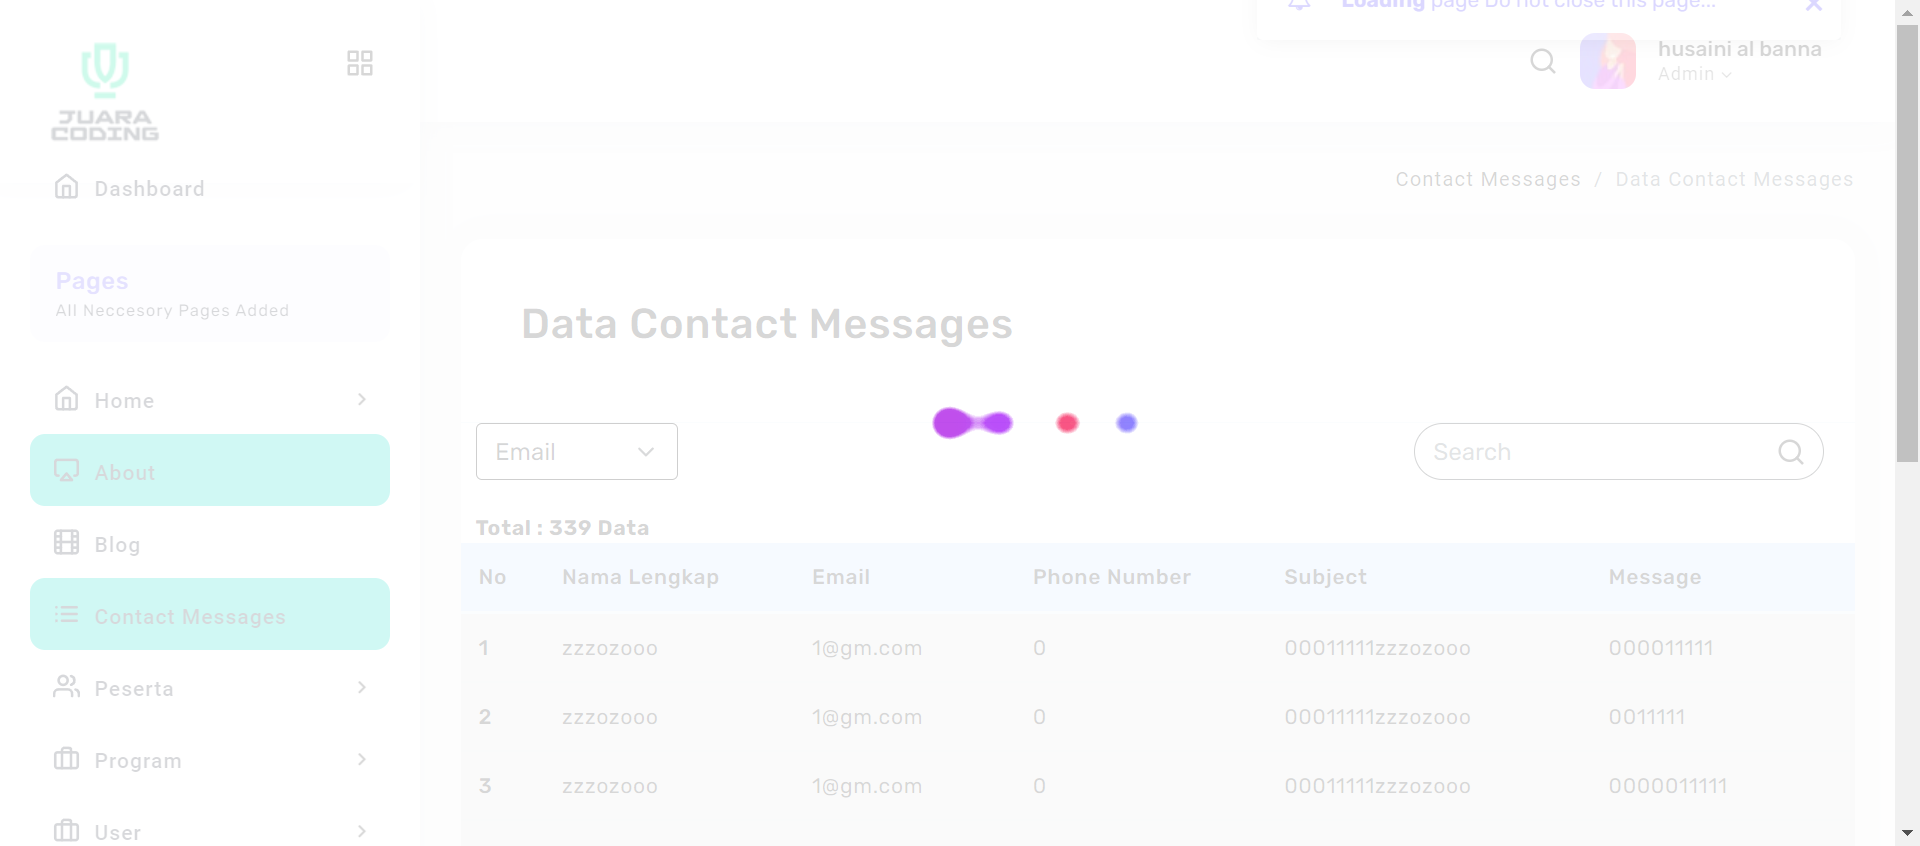 Loading page Do not close this page...
husaini al banna
Admin
JUARA
CODING
Dashboard
Contact Messages / Data Contact Messages
Pages
All Neccesory Pages Added
Data Contact Messages
Home
About
Blog
Contact Messages
Peserta
Program
User
Email
Search
Total : 339 Data
No Nama Lengkap Email Phone Number Subject Message
1 zzzozooo 1@gm.com 0 00011111zzzozooo 000011111
2 zzzozooo 1@gm.com 0 00011111zzzozooo 0011111
3 zzzozooo 1@gm.com 0 00011111zzzozooo 0000011111